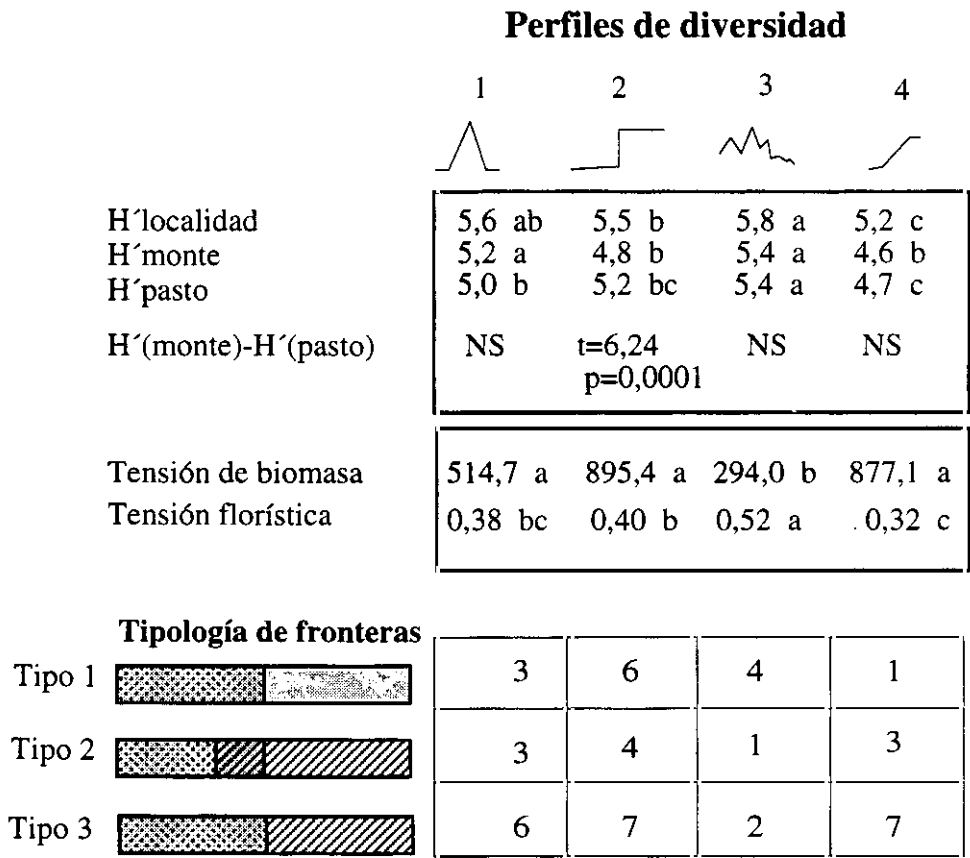 Perfiles de diversidad
1 2 3 4
H´localidad 5,6 ab 5,5 b 5,8 a 5,2 c
H´monte 5,2 a 4,8 b 5,4 a 4,6 b
H´pasto 5,0 b 5,2 bc 5,4 a 4,7 c
H´(monte)-H´(pasto) NS t=6,24 NS NS
p=0,0001
Tensión de biomasa 514,7 a 895,4 a 294,0 b 877,1 a
Tensión florística 0,38 bc 0,40 b 0,52 a 0,32 c
Tipología de fronteras
Tipo 1 3 6 4 1
Tipo 2 3 4 1 3
Tipo 3 6 7 2 7